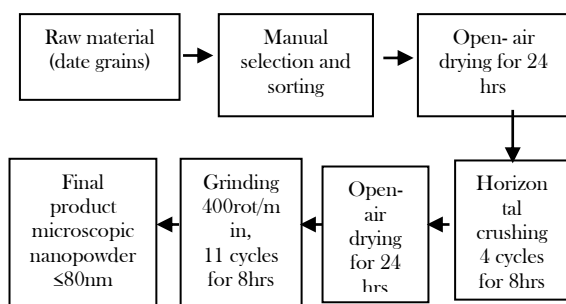 Raw material
(date grains)
Manual
selection and
sorting
Open- air
drying for 24
hrs
Horizon
tal
crushing
4 cycles
for 8hrs
Open-
air
drying
for 24
hrs
Grinding
400rot/m
in,
11 cycles
for 8hrs
Final
product
microscopic
nanopowder
≤80nm